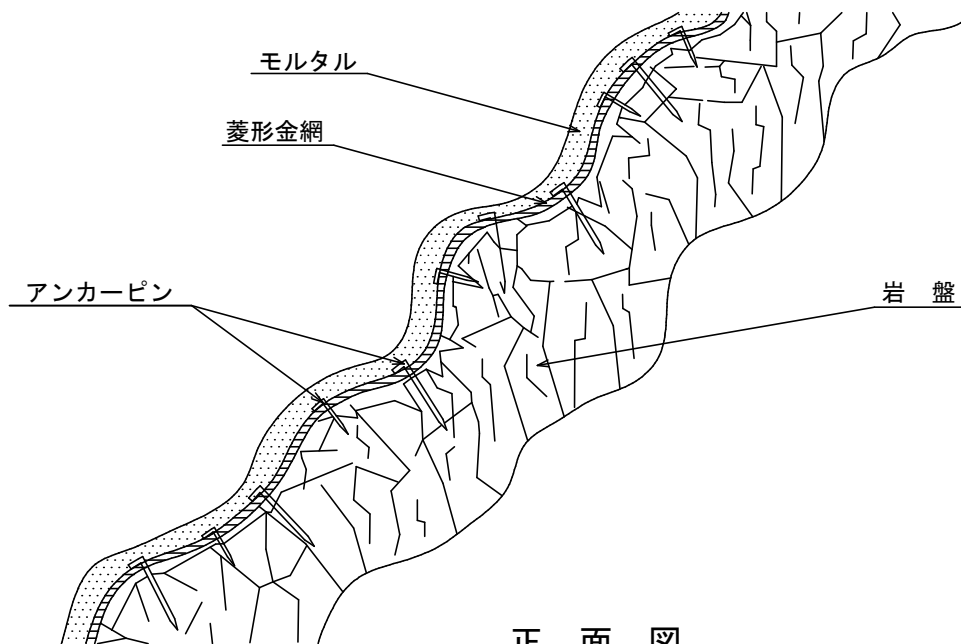 モルタル
菱形金網
アンカーピン
岩　盤
正　面　図